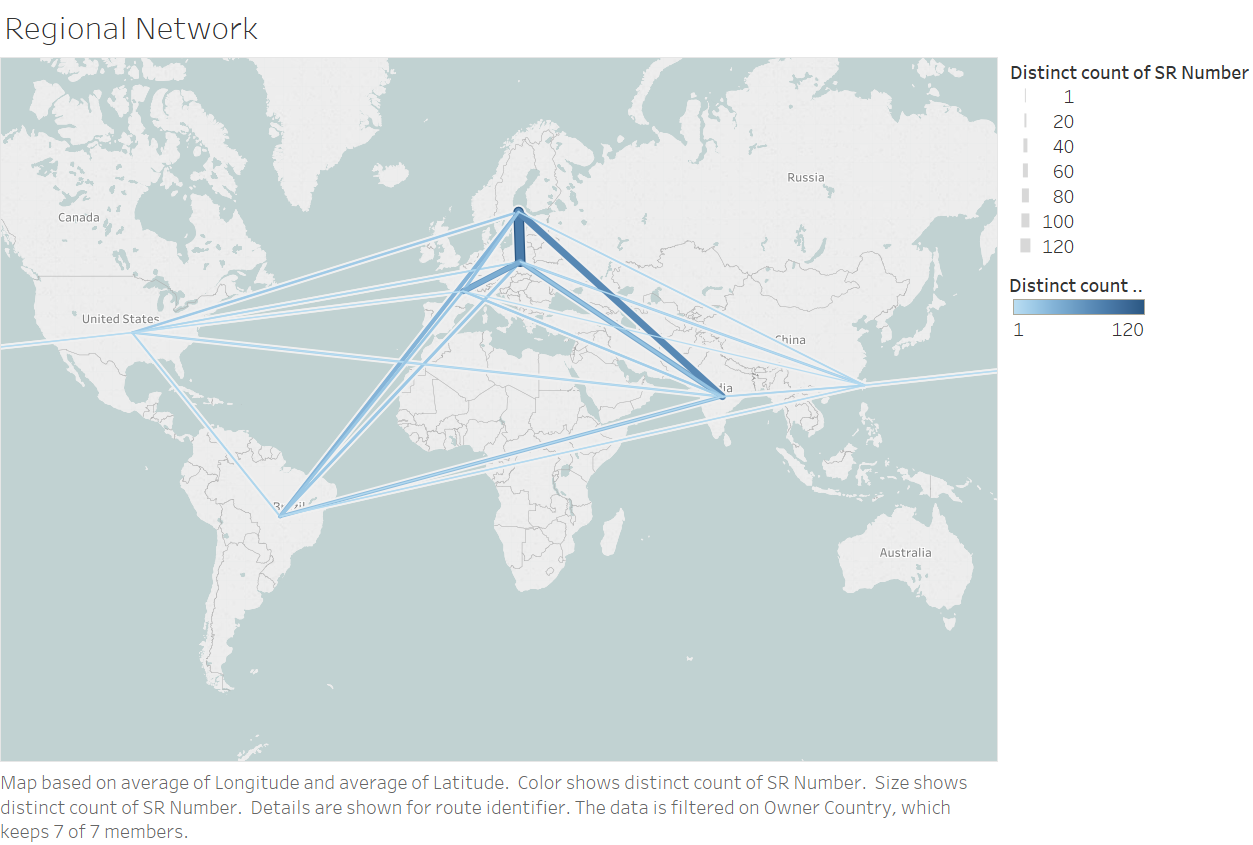 Regional Network
Distinct count of SR Number
1
20
40
60
80
100
120
Distinct count ..
1 120
Russia
Canada
United States
China
Australia
Map based on average of Longitude and average of Latitude. Color shows distinct count of SR Number. Size shows
distinct count of SR Number. Details are shown for route identifier. The data is filtered on Owner Country, which
keeps 7 of 7 members.